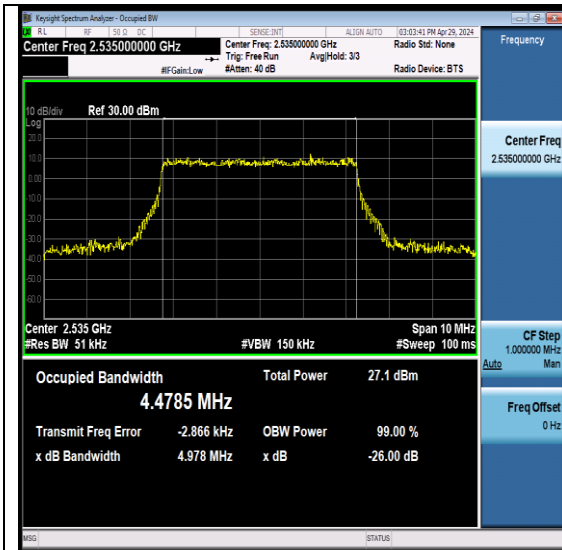 Keysight Spectrum Analyzer - Occupied BW
RL RF 50 Ω DC SENSE:INT ALIGN AUTO 03:03:41 PM Apr 29, 2024
Center Freq 2.535000000 GHz
Center Freq: 2.535000000 GHz
Radio Std: None
Trig: Free Run Avg|Hold: 3/3
#IFGain:Low #Atten: 40 dB Radio Device: BTS
10 dB/div Ref 30.00 dBm
Log
20.0
10.0
0.00
-10.0
-20.0
-30.0
-40.0
-50.0
-60.0
Center 2.535 GHz Span 10 MHz
#Res BW 51 kHz #VBW 150 kHz #Sweep 100 ms
Occupied Bandwidth Total Power 27.1 dBm
4.4785 MHz
Transmit Freq Error -2.866 kHz OBW Power 99.00 %
x dB Bandwidth 4.978 MHz x dB -26.00 dB
MSG STATUS
Frequency
Center Freq
2.535000000 GHz
CF Step
1.000000 MHz
Auto Man
Freq Offset
0 Hz